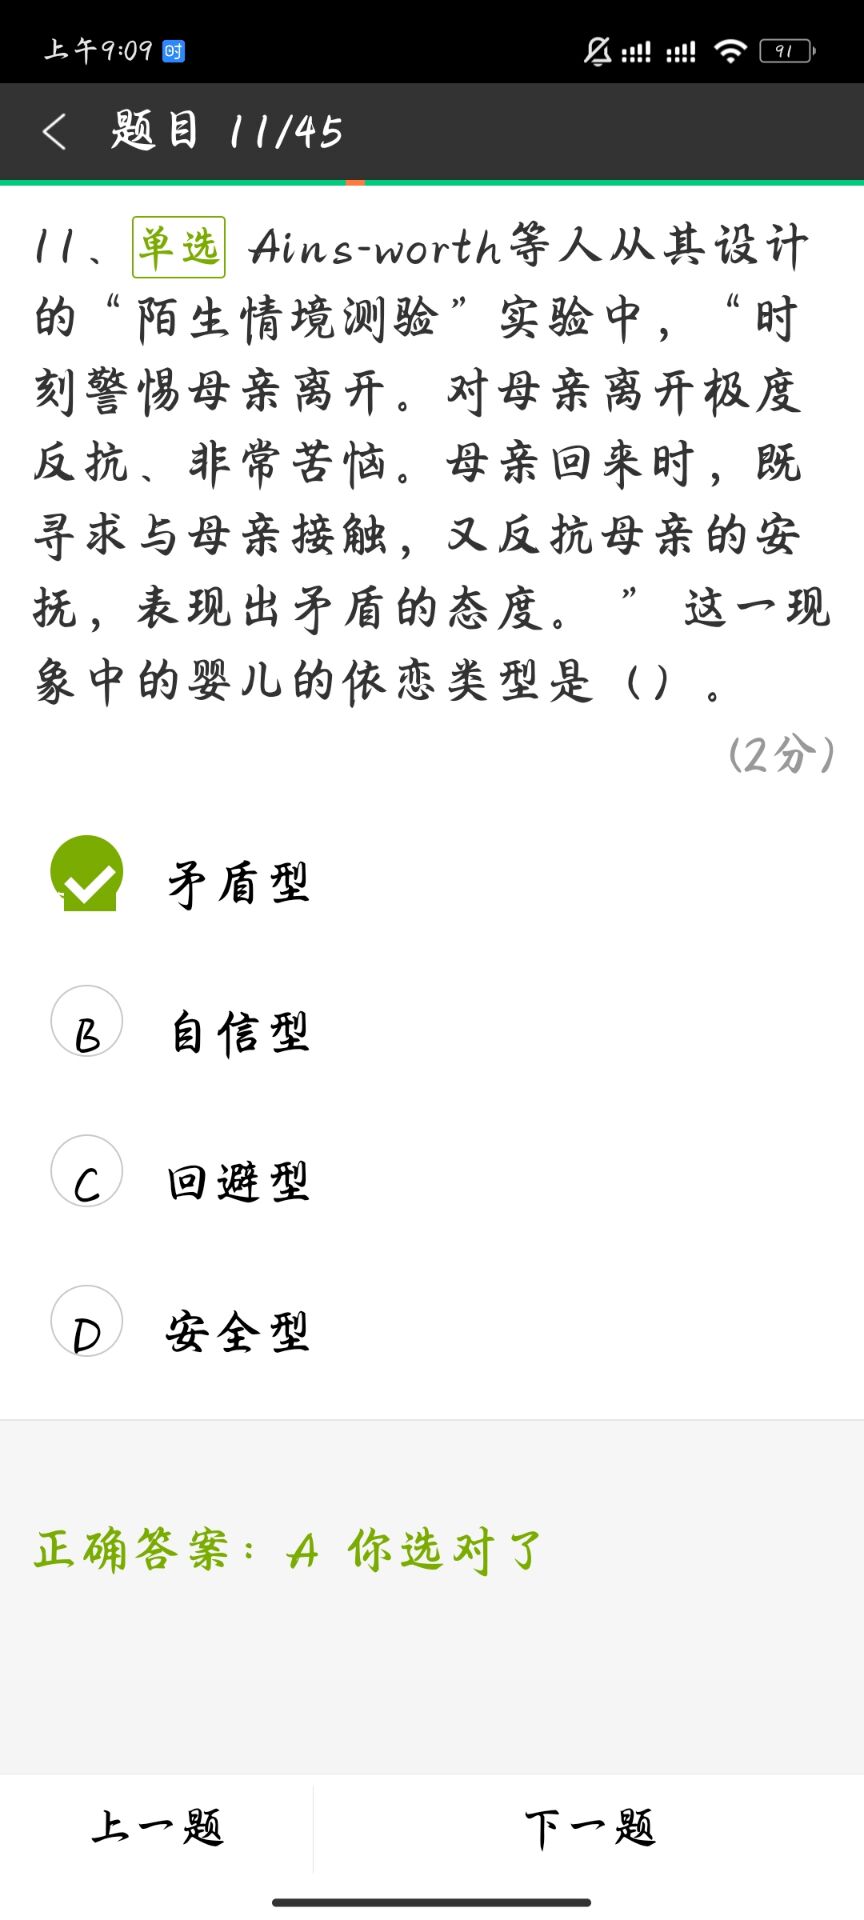 上午9:09 时 91
题目 11/45
11、单选 Ains-worth等人从其设计
的“陌生情境测验”实验中，“时
刻警惕母亲离开。对母亲离开极度
反抗、非常苦恼。母亲回来时，既
寻求与母亲接触，又反抗母亲的安
抚，表现出矛盾的态度。” 这一现
象中的婴儿的依恋类型是（）。
(2分)
矛盾型
B 自信型
C 回避型
D 安全型
正确答案：A 你选对了
上一题 下一题